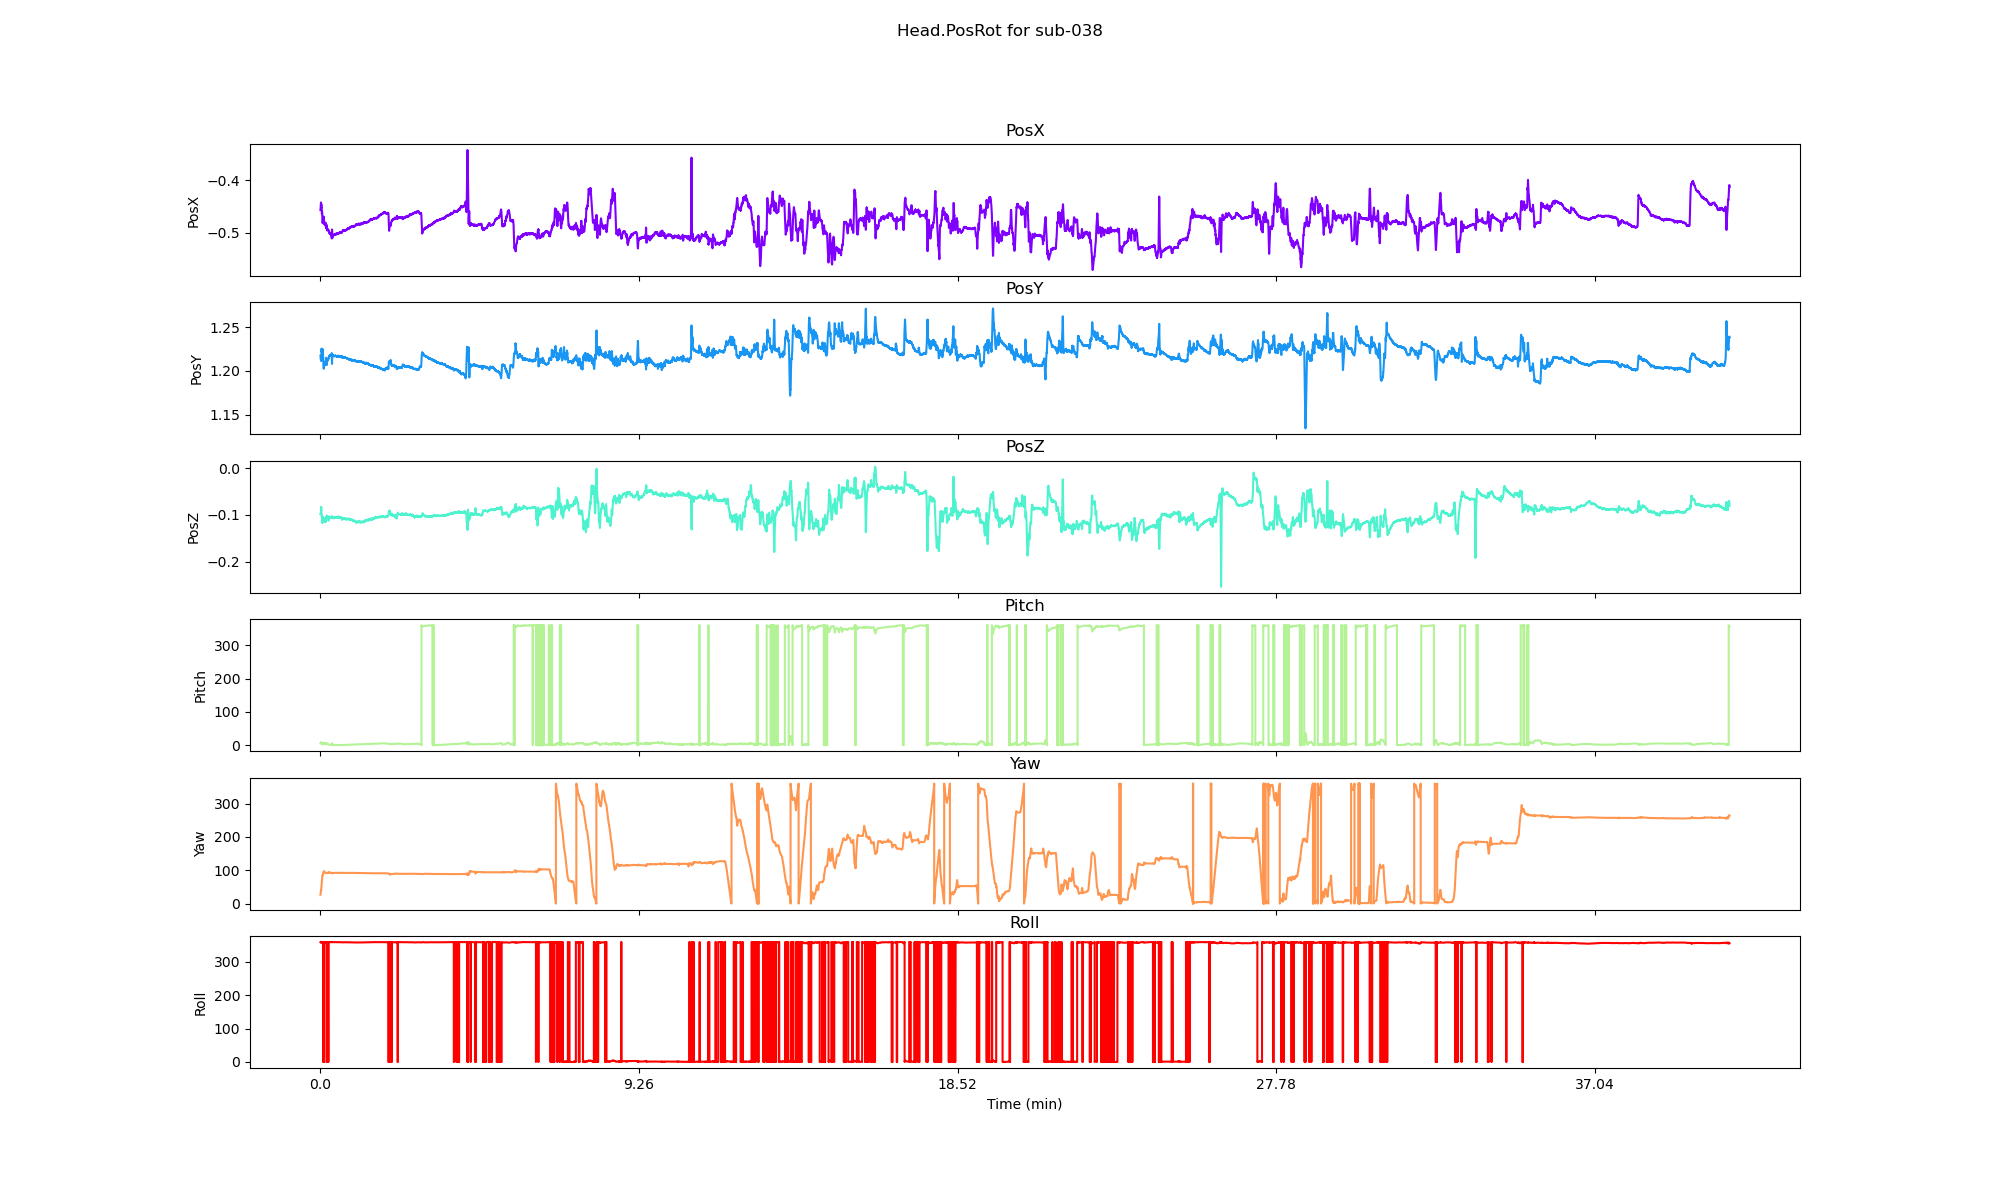 Head.PosRot for sub-038
PosX
PosX
−0.4
−0.5
PosY
PosY
1.25
1.20
1.15
PosZ
PosZ
0.0
−0.1
−0.2
Pitch
Pitch
300
200
100
0
Yaw
Yaw
300
200
100
0
Roll
Roll
300
200
100
0
0.0 9.26 18.52 27.78 37.04
Time (min)